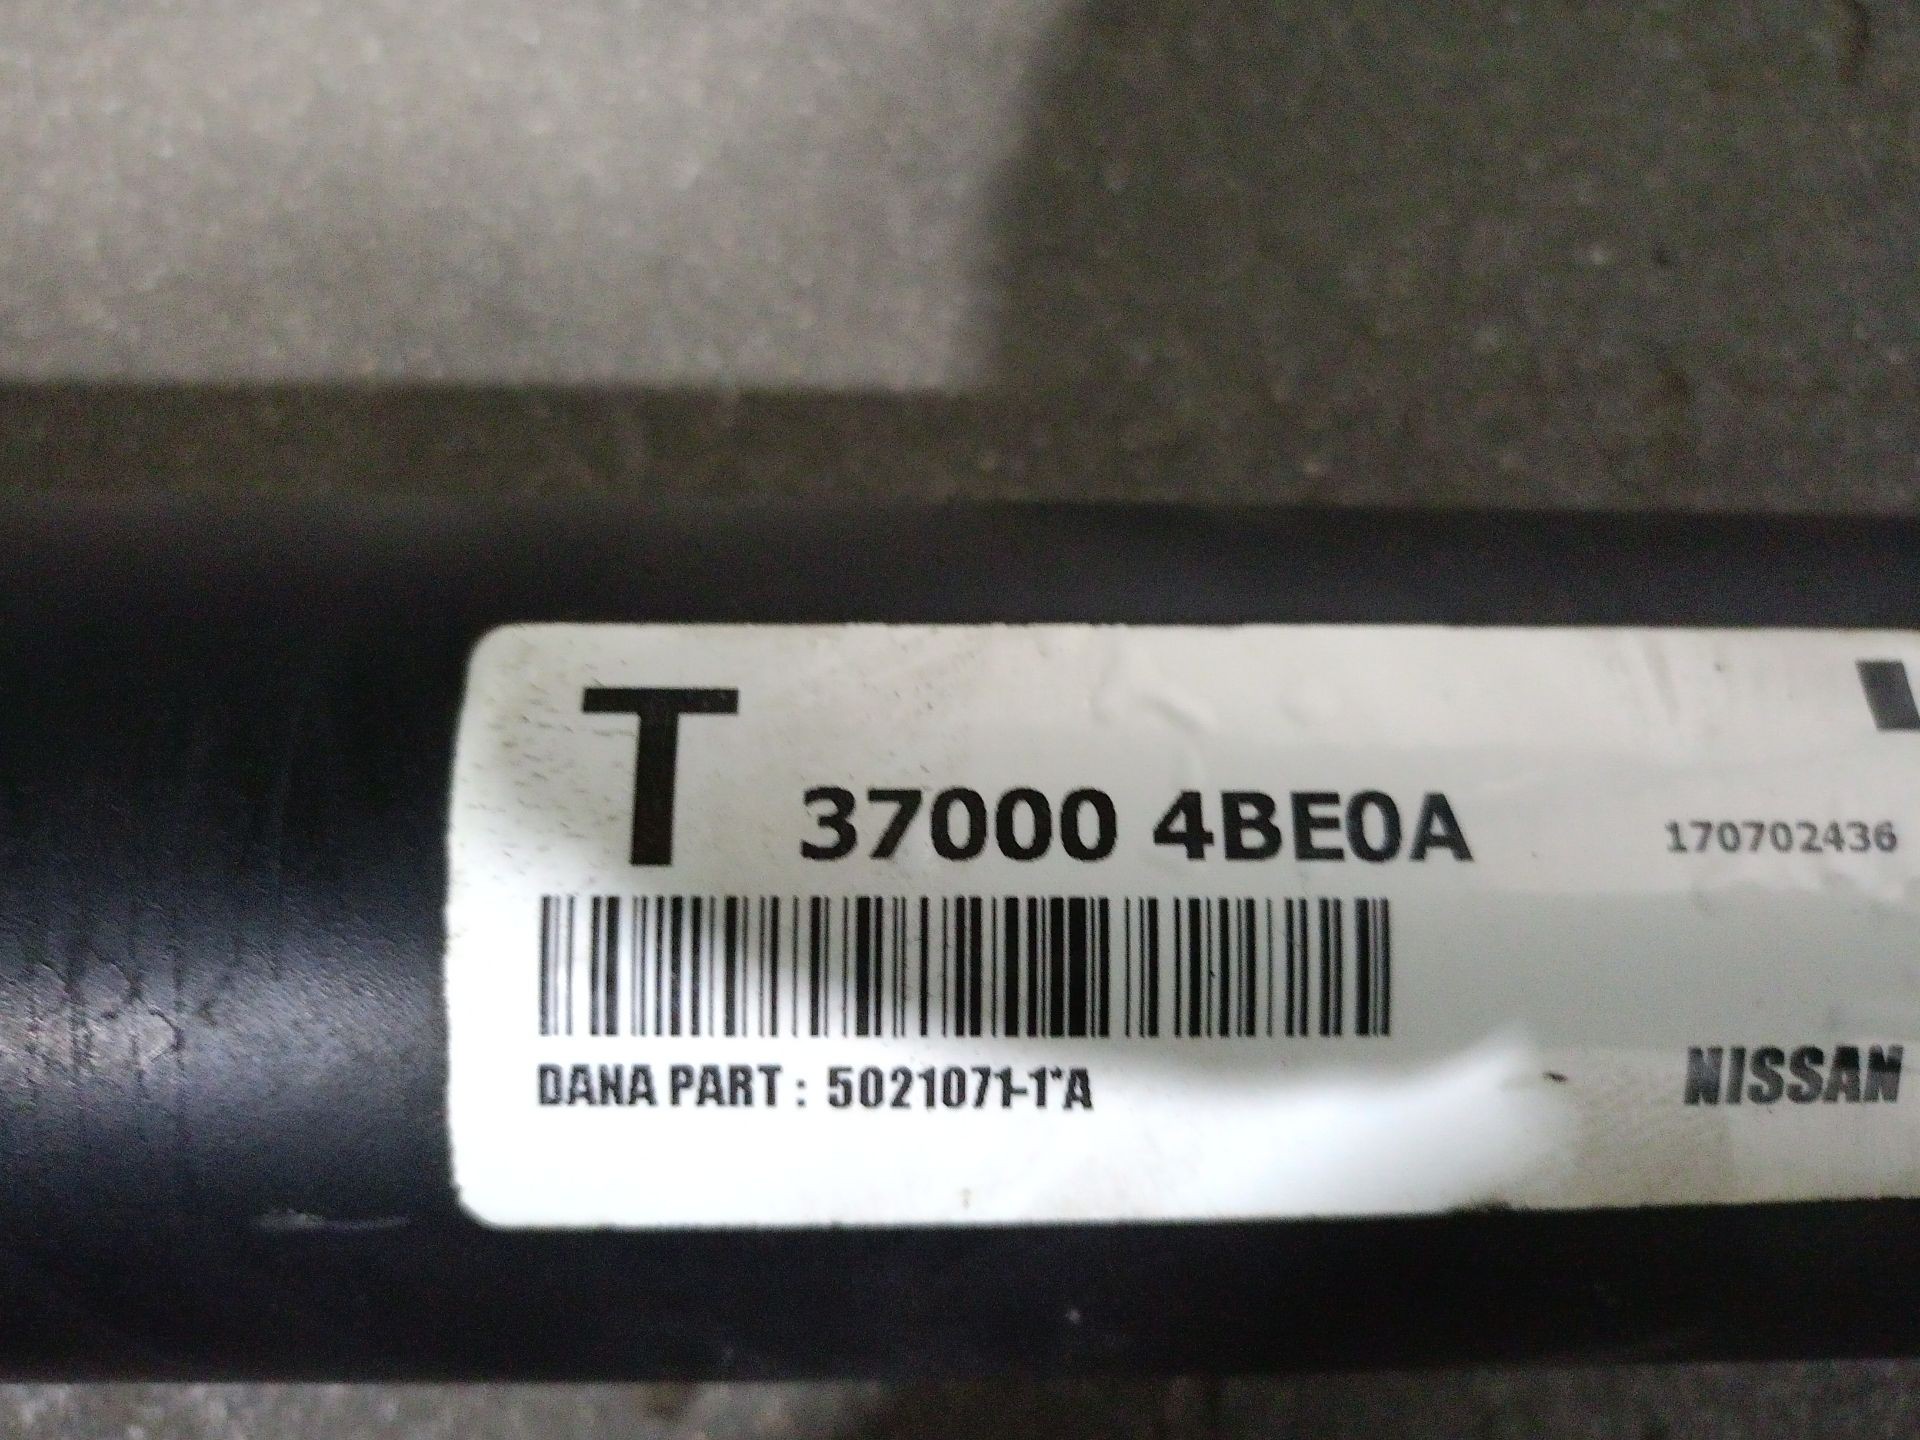 T 37000 4BE0A 170702436
DANA PART : 5021071-1*A
NISSAN